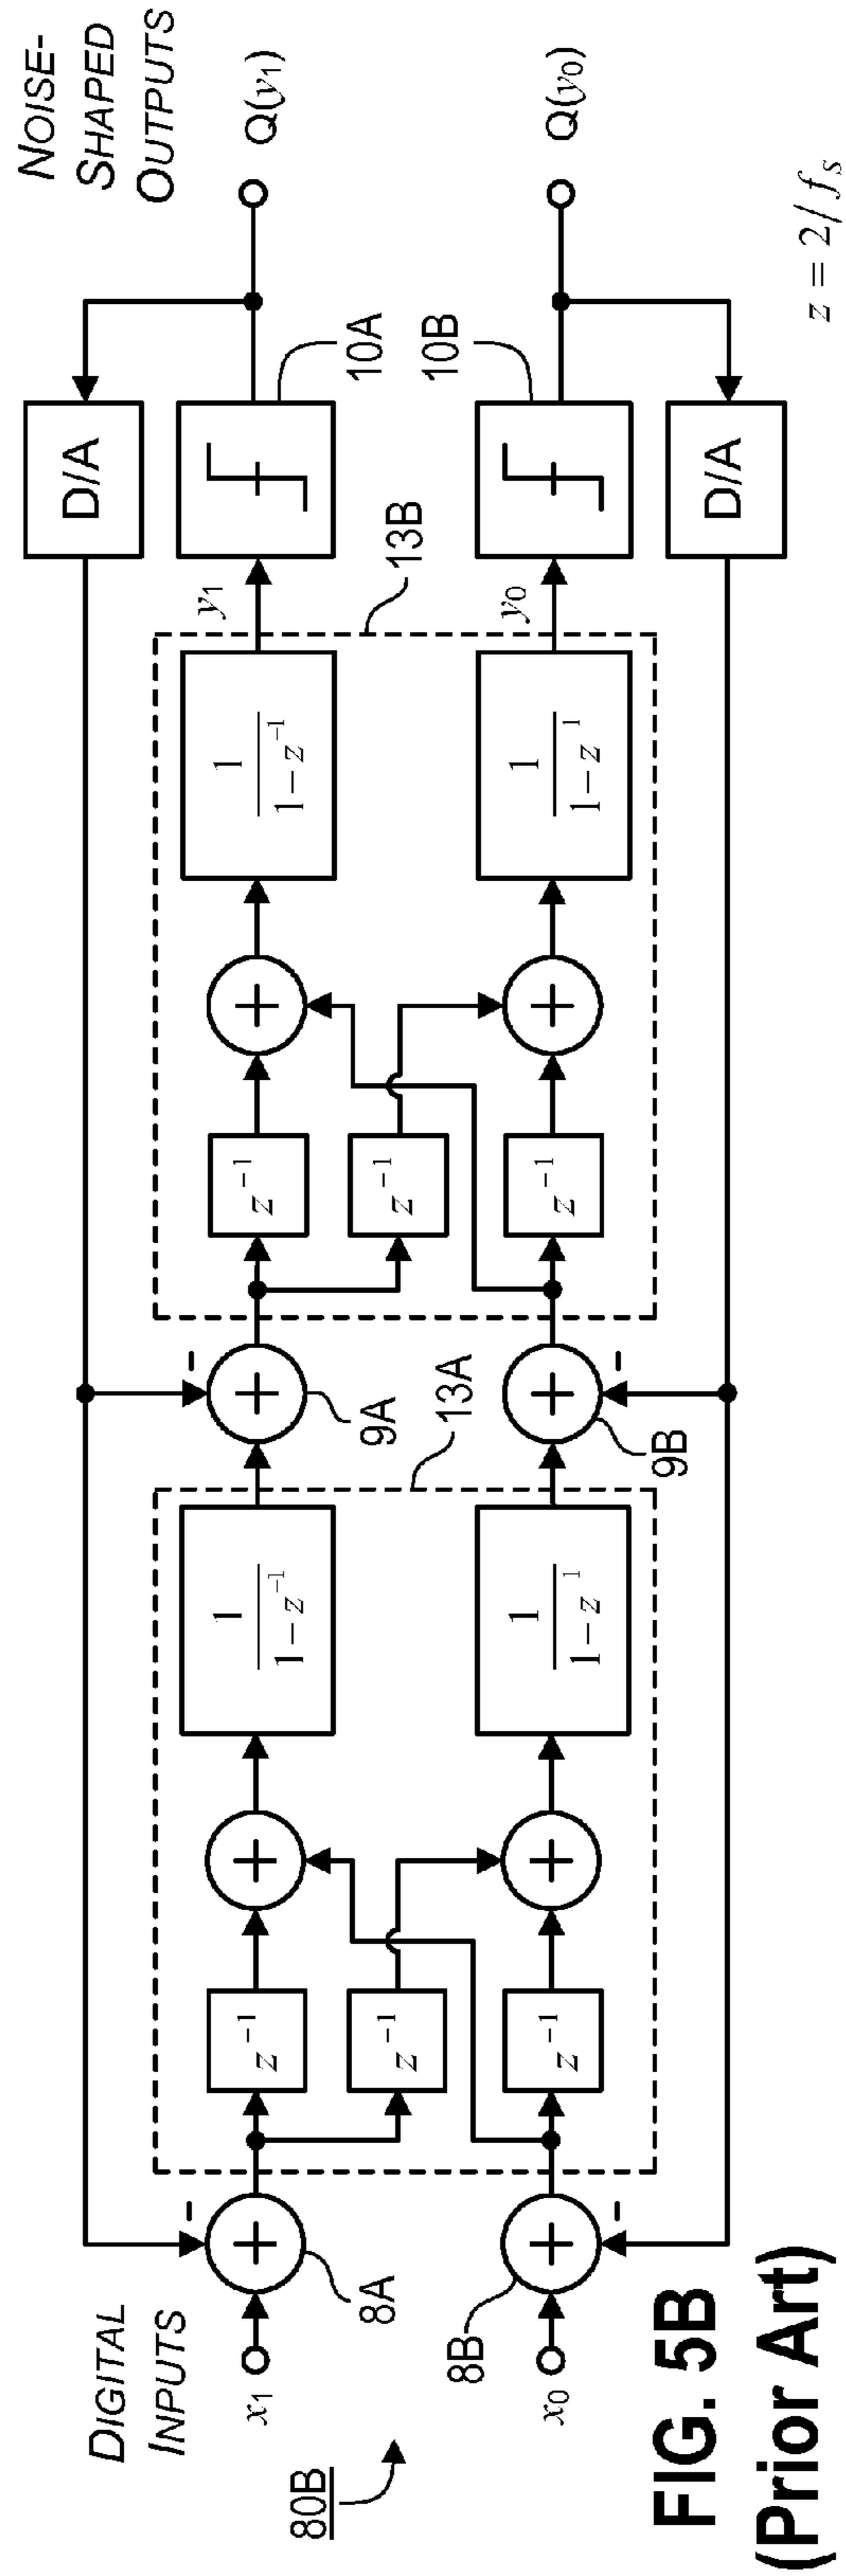 DIGITAL
INPUTS
NOISE-
SHAPED
OUTPUTS
D/A
x₁
8A
+
-
z⁻¹
z⁻¹
+
1
1−z⁻¹
9A
+
-
z⁻¹
z⁻¹
+
1
1−z⁻¹
y₁
10A
Q(y₁)
13A
13B
x₀
8B
+
-
z⁻¹
+
1
1−z¹
9B
+
-
z⁻¹
+
1
1−z¹
y₀
10B
Q(y₀)
D/A
80B
z = 2/fₛ
FIG. 5B
(Prior Art)